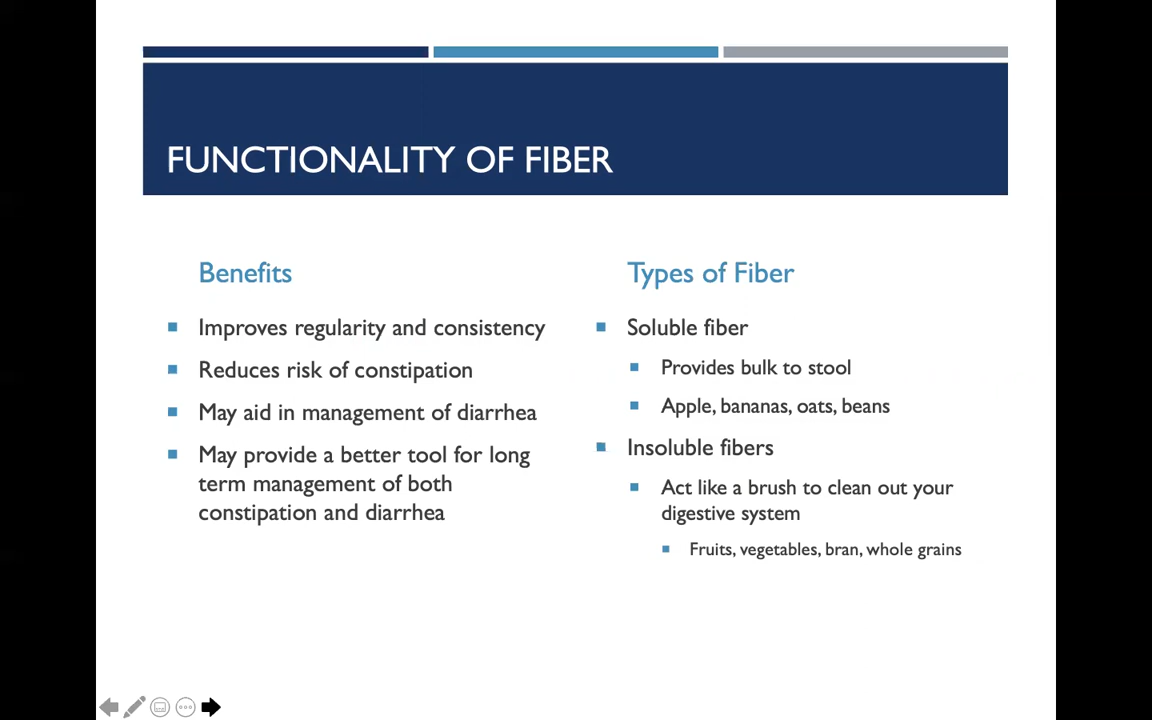 FUNCTIONALITY OF FIBER
Benefits
Improves regularity and consistency
Reduces risk of constipation
May aid in management of diarrhea
May provide a better tool for long
term management of both
constipation and diarrhea
Types of Fiber
Soluble fiber
Provides bulk to stool
Apple, bananas, oats, beans
Insoluble fibers
Act like a brush to clean out your
digestive system
Fruits, vegetables, bran, whole grains